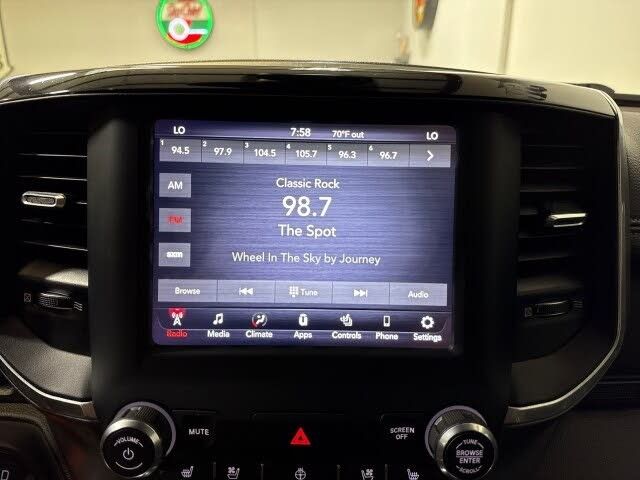 LO 7:58 70°F out LO
1 94.5 2 97.9 3 104.5 4 105.7 5 96.3 6 96.7
AM
Classic Rock
98.7
FM
The Spot
sxm
Wheel In The Sky by Journey
Browse Tune Audio
Radio Media Climate Apps Controls Phone Settings
VOLUME
MUTE
SCREEN OFF
TUNE
BROWSE
ENTER
SCROLL